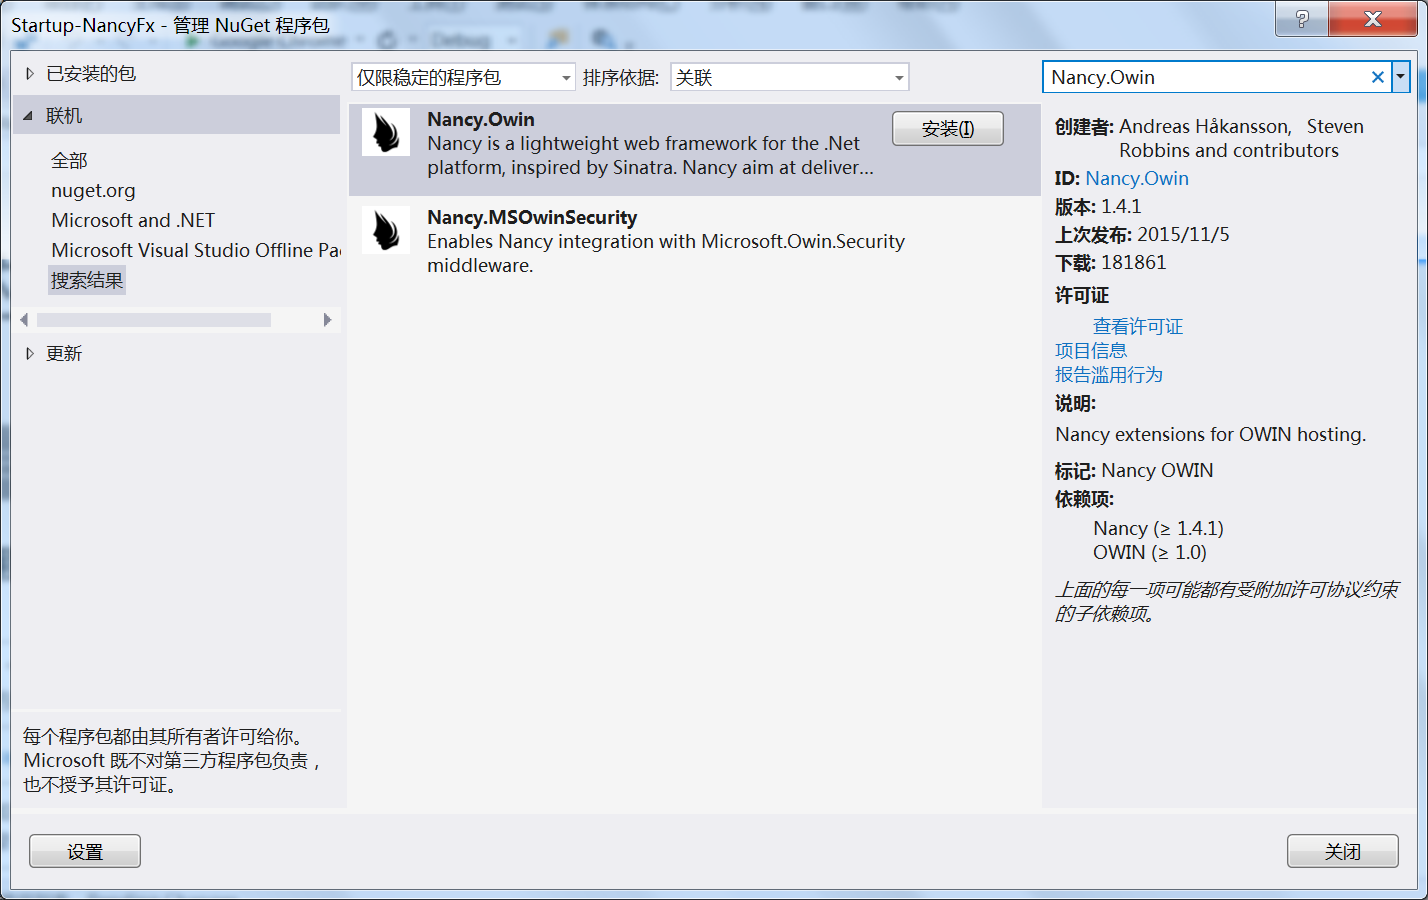 Startup-NancyFx - 管理 NuGet 程序包
已安装的包
联机
全部
nuget.org
Microsoft and .NET
Microsoft Visual Studio Offline Pa
搜索结果
更新
每个程序包都由其所有者许可给你。
Microsoft 既不对第三方程序包负责，
也不授予其许可证。
设置
仅限稳定的程序包
排序依据:
关联
Nancy.Owin
Nancy is a lightweight web framework for the .Net
platform, inspired by Sinatra. Nancy aim at deliver...
安装(I)
Nancy.MSOwinSecurity
Enables Nancy integration with Microsoft.Owin.Security
middleware.
Nancy.Owin
创建者: Andreas Håkansson, Steven
Robbins and contributors
ID: Nancy.Owin
版本: 1.4.1
上次发布: 2015/11/5
下载: 181861
许可证
查看许可证
项目信息
报告滥用行为
说明:
Nancy extensions for OWIN hosting.
标记: Nancy OWIN
依赖项:
Nancy (≥ 1.4.1)
OWIN (≥ 1.0)
上面的每一项可能都有受附加许可协议约束
的子依赖项。
关闭